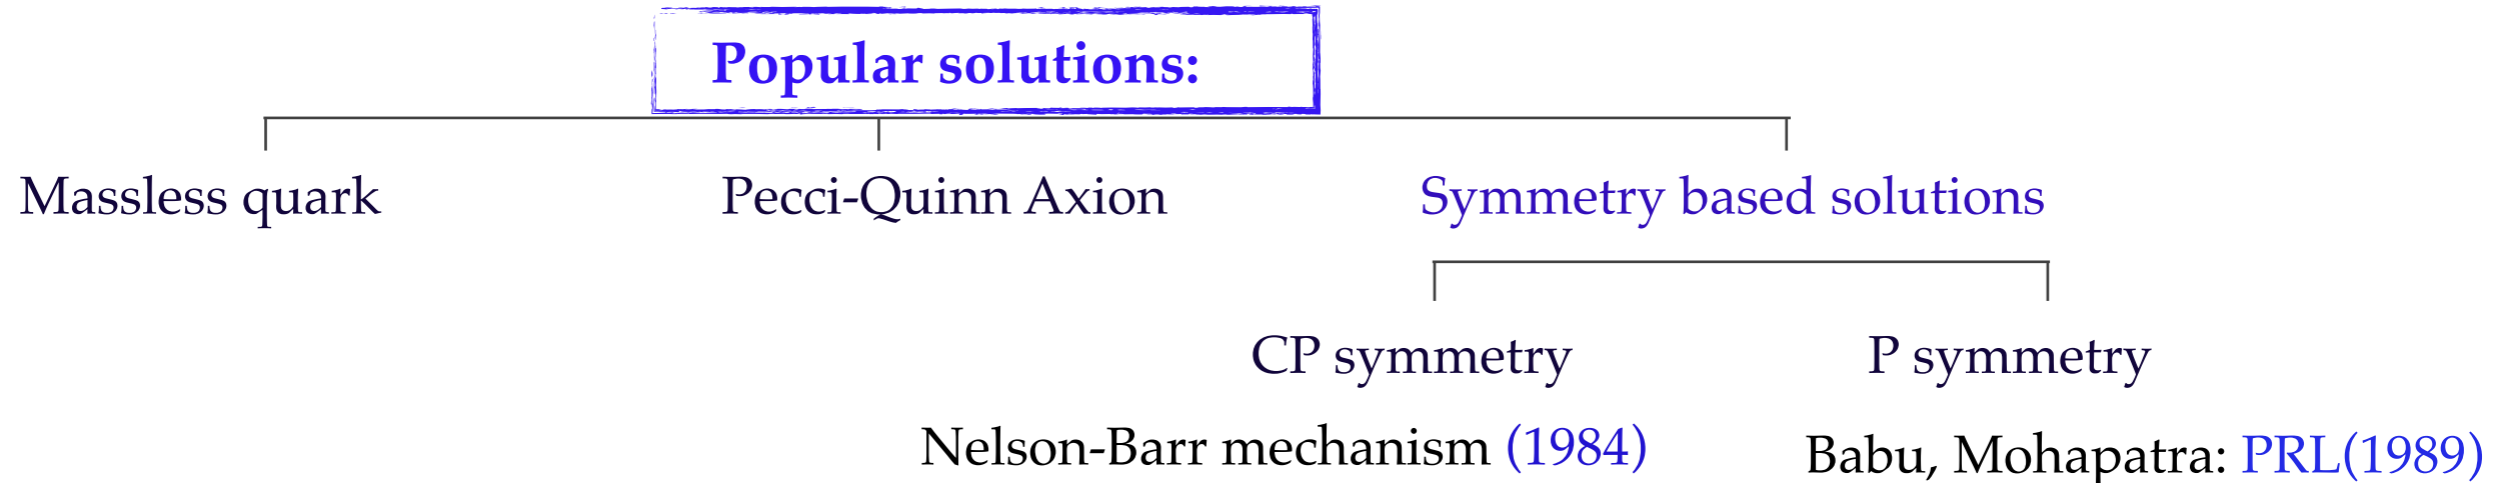 Popular solutions:
Massless quark
Pecci-Quinn Axion
Symmetry based solutions
CP symmetry
P symmetry
Nelson-Barr mechanism (1984)
Babu, Mohapatra: PRL(1989)